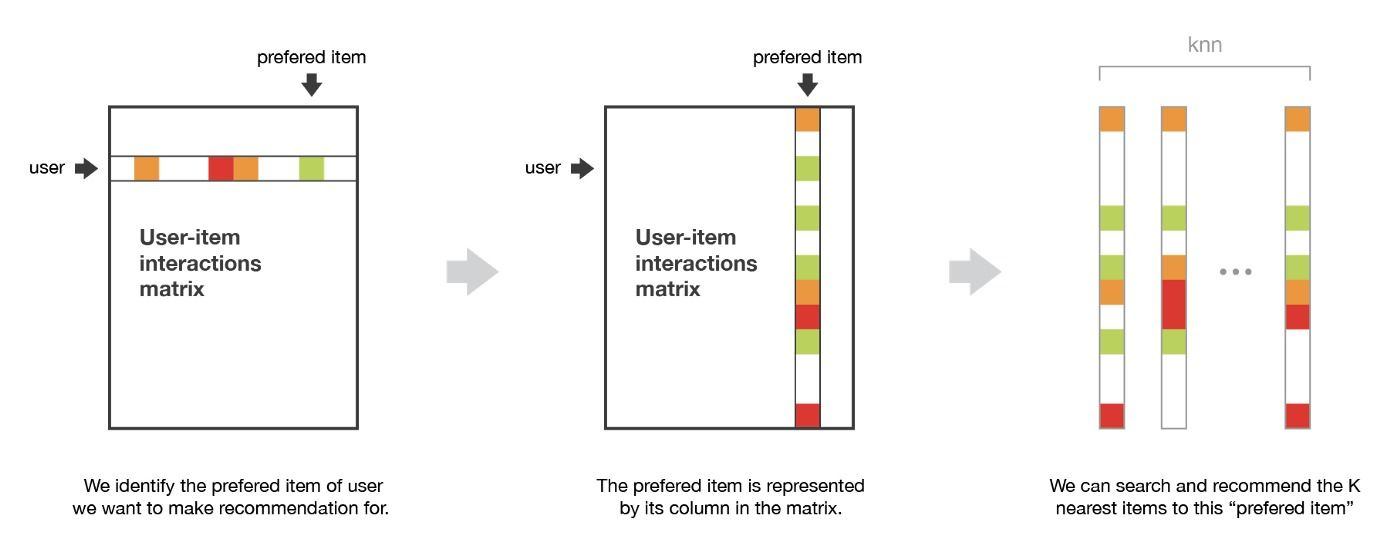 prefered item
user
User-item
interactions
matrix
We identify the prefered item of user
we want to make recommendation for.
prefered item
user
User-item
interactions
matrix
The prefered item is represented
by its column in the matrix.
knn
We can search and recommend the K
nearest items to this “prefered item”